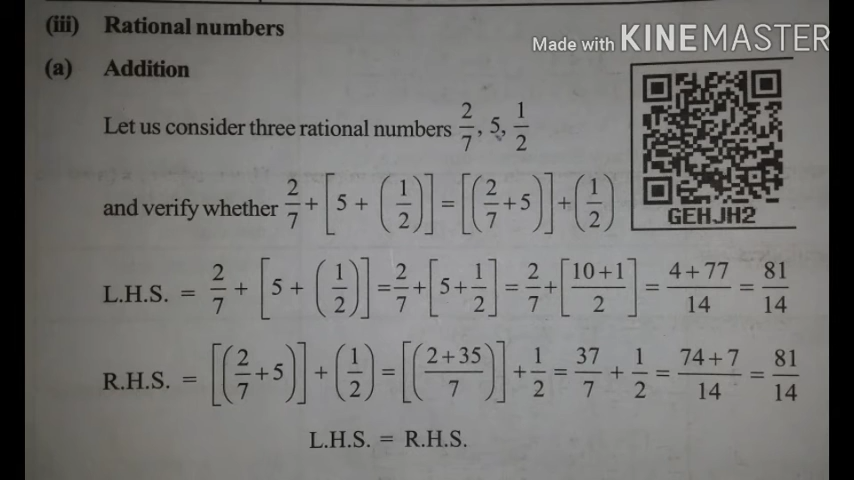 (iii) Rational numbers
Made with KINEMASTER
(a) Addition
Let us consider three rational numbers 2/7, 5, 1/2
and verify whether 2/7 + [5 + (1/2)] = [(2/7 + 5)] + (1/2)
GEHJH2
L.H.S. = 2/7 + [5 + (1/2)] = 2/7 + [5 + 1/2] = 2/7 + [10+1/2] = 4+77/14 = 81/14
R.H.S. = [(2/7 + 5)] + (1/2) = [(2+35/7)] + 1/2 = 37/7 + 1/2 = 74+7/14 = 81/14
L.H.S. = R.H.S.